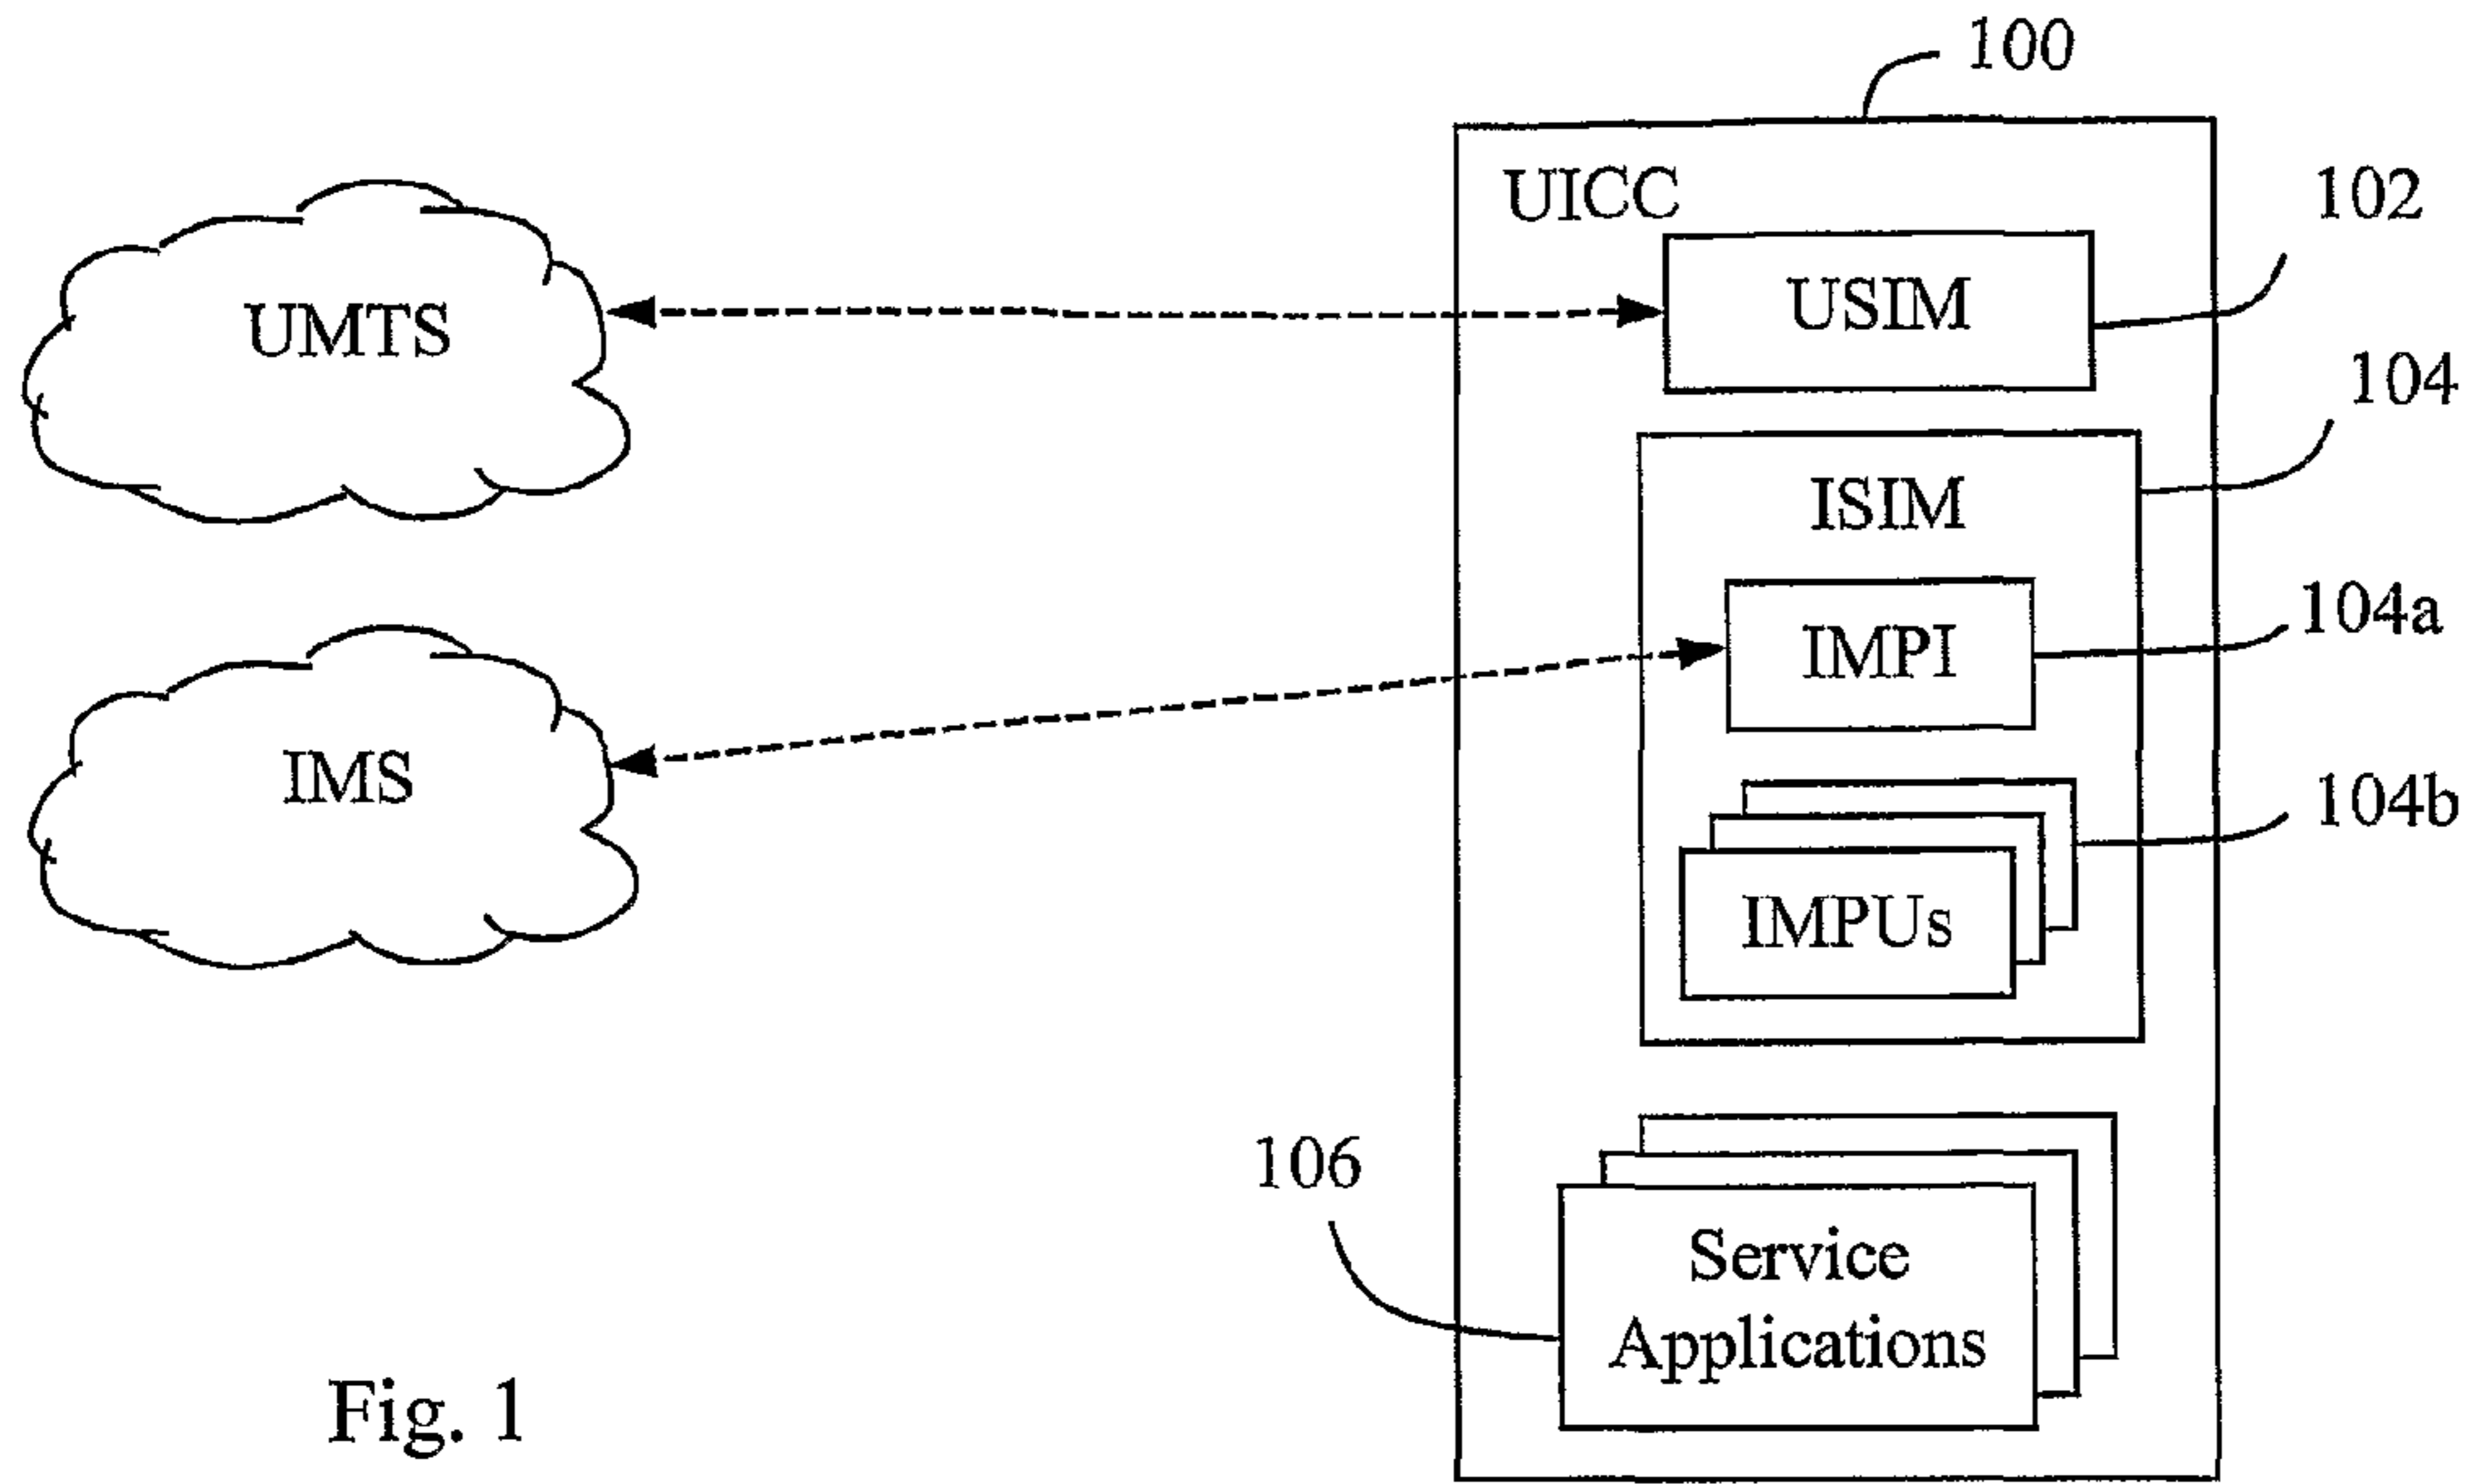 100
UICC
102
USIM
UMTS
104
ISIM
104a
IMPI
IMS
104b
IMPUs
106
Service
Applications
Fig. 1